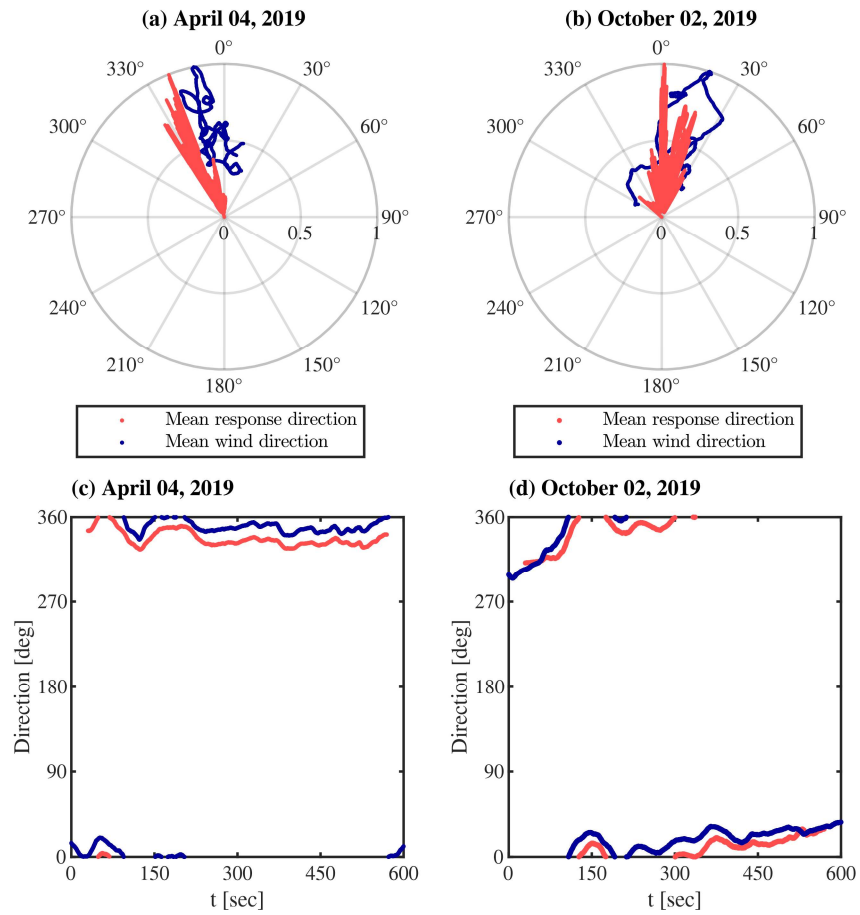 (a) April 04, 2019
0°
30°
60°
90°
120°
150°
180°
210°
240°
270°
300°
330°
0
0.5
1
Mean response direction
Mean wind direction
(b) October 02, 2019
0°
30°
60°
90°
120°
150°
180°
210°
240°
270°
300°
330°
0
0.5
1
Mean response direction
Mean wind direction
(c) April 04, 2019
Direction [deg]
360
270
180
90
0
0 150 300 450 600
t [sec]
(d) October 02, 2019
Direction [deg]
360
270
180
90
0
0 150 300 450 600
t [sec]